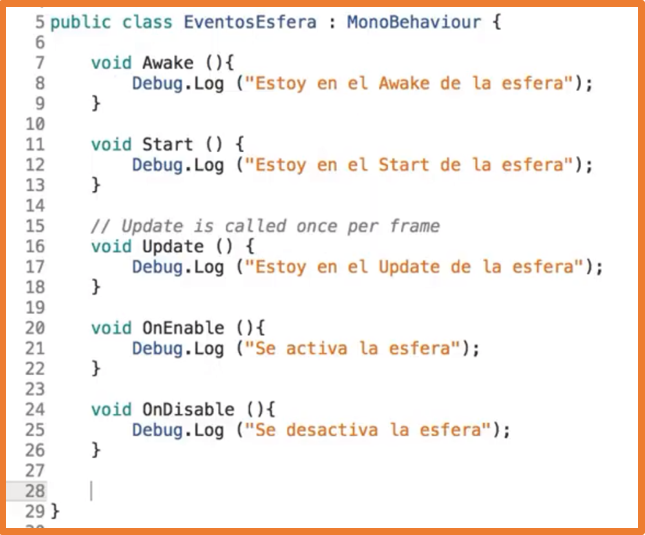 5 public class EventosEsfera : MonoBehaviour {
6
7     void Awake (){
8         Debug.Log ("Estoy en el Awake de la esfera");
9     }
10
11     void Start () {
12         Debug.Log ("Estoy en el Start de la esfera");
13     }
14
15     // Update is called once per frame
16     void Update () {
17         Debug.Log ("Estoy en el Update de la esfera");
18     }
19
20     void OnEnable (){
21         Debug.Log ("Se activa la esfera");
22     }
23
24     void OnDisable (){
25         Debug.Log ("Se desactiva la esfera");
26     }
27
28
29 }